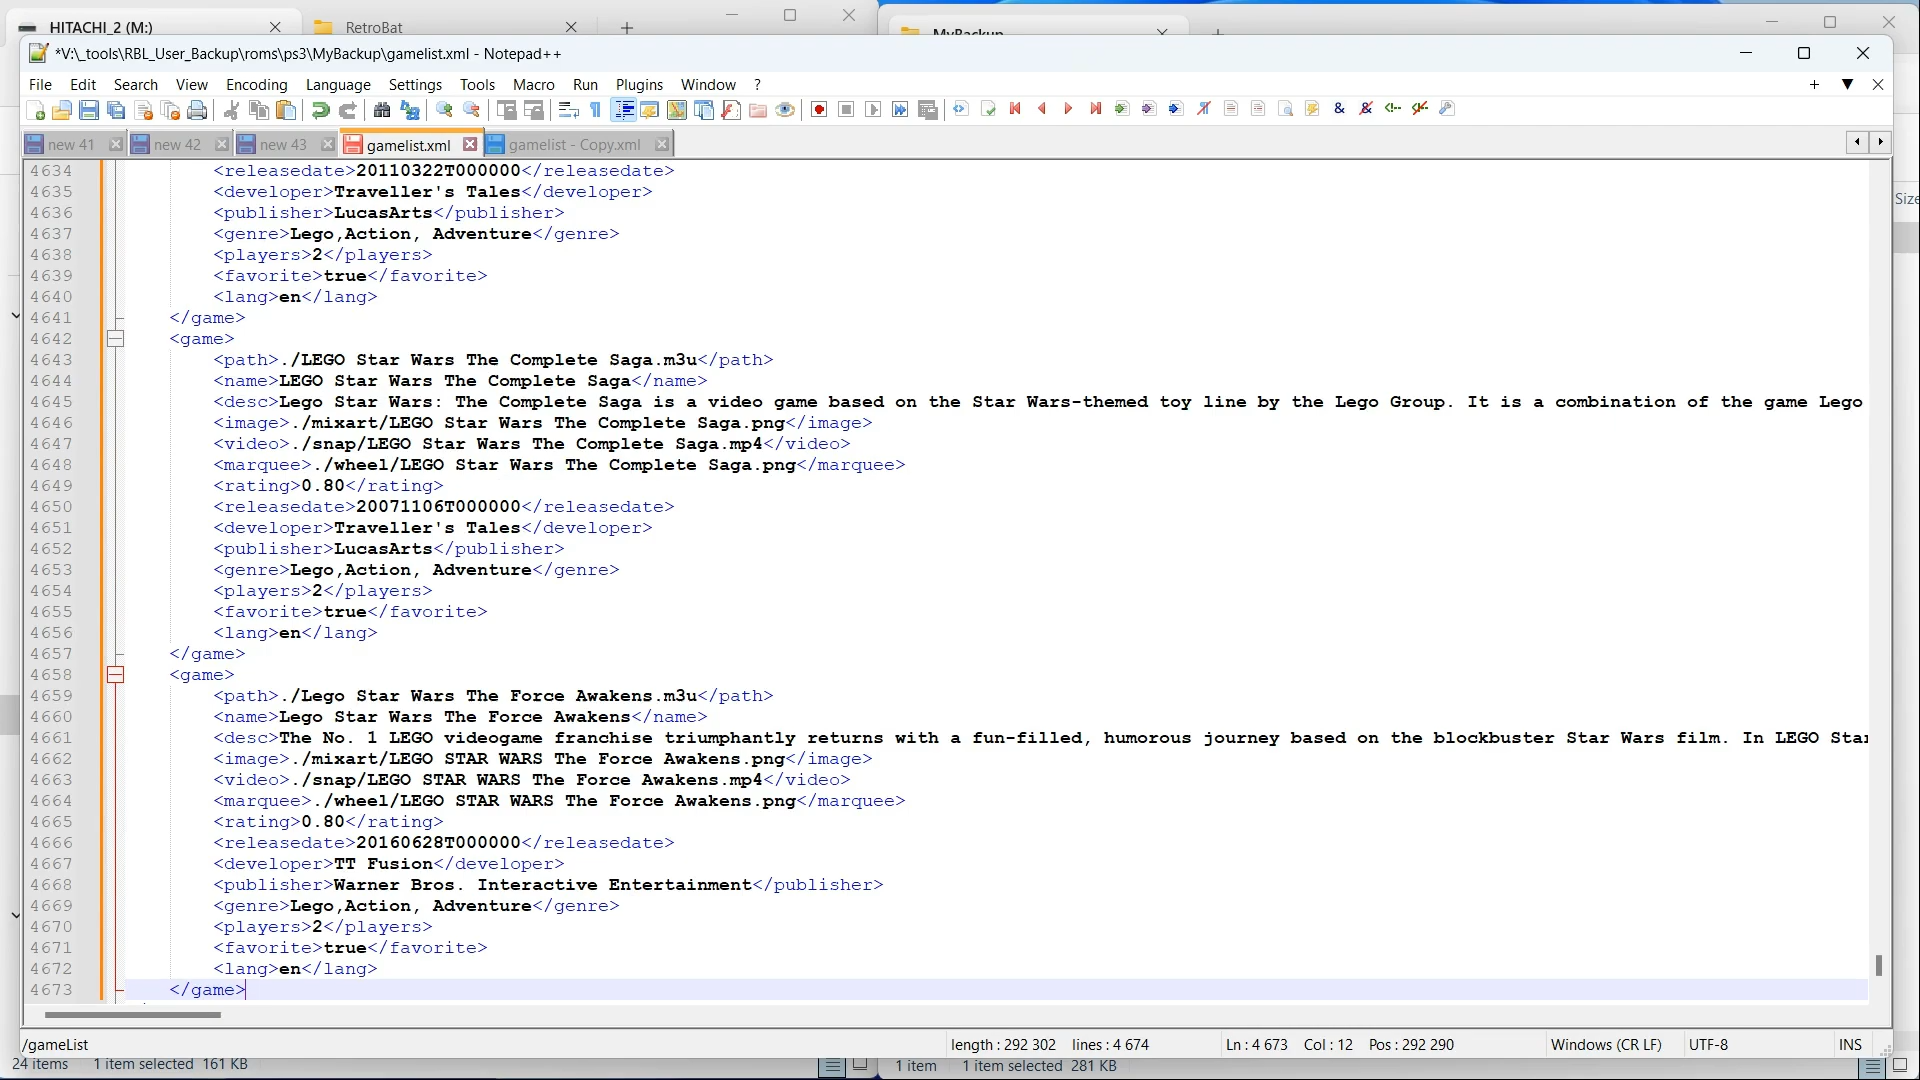 HITACHI_2 (M:)
RetroBat
MyBackup
*V:\_tools\RBL_User_Backup\roms\ps3\MyBackup\gamelist.xml - Notepad++
File Edit Search View Encoding Language Settings Tools Macro Run Plugins Window ?
new 41 new 42 new 43 gamelist.xml gamelist - Copy.xml
Size
4634 <releasedate>20110322T000000</releasedate>
4635 <developer>Traveller's Tales</developer>
4636 <publisher>LucasArts</publisher>
4637 <genre>Lego,Action, Adventure</genre>
4638 <players>2</players>
4639 <favorite>true</favorite>
4640 <lang>en</lang>
4641 </game>
4642 <game>
4643 <path>./LEGO Star Wars The Complete Saga.m3u</path>
4644 <name>LEGO Star Wars The Complete Saga</name>
4645 <desc>Lego Star Wars: The Complete Saga is a video game based on the Star Wars-themed toy line by the Lego Group. It is a combination of the game Lego
4646 <image>./mixart/LEGO Star Wars The Complete Saga.png</image>
4647 <video>./snap/LEGO Star Wars The Complete Saga.mp4</video>
4648 <marquee>./wheel/LEGO Star Wars The Complete Saga.png</marquee>
4649 <rating>0.80</rating>
4650 <releasedate>20071106T000000</releasedate>
4651 <developer>Traveller's Tales</developer>
4652 <publisher>LucasArts</publisher>
4653 <genre>Lego,Action, Adventure</genre>
4654 <players>2</players>
4655 <favorite>true</favorite>
4656 <lang>en</lang>
4657 </game>
4658 <game>
4659 <path>./Lego Star Wars The Force Awakens.m3u</path>
4660 <name>Lego Star Wars The Force Awakens</name>
4661 <desc>The No. 1 LEGO videogame franchise triumphantly returns with a fun-filled, humorous journey based on the blockbuster Star Wars film. In LEGO Star
4662 <image>./mixart/LEGO STAR WARS The Force Awakens.png</image>
4663 <video>./snap/LEGO STAR WARS The Force Awakens.mp4</video>
4664 <marquee>./wheel/LEGO STAR WARS The Force Awakens.png</marquee>
4665 <rating>0.80</rating>
4666 <releasedate>20160628T000000</releasedate>
4667 <developer>TT Fusion</developer>
4668 <publisher>Warner Bros. Interactive Entertainment</publisher>
4669 <genre>Lego,Action, Adventure</genre>
4670 <players>2</players>
4671 <favorite>true</favorite>
4672 <lang>en</lang>
4673 </game>
/gameList length : 292 302 lines : 4 674 Ln : 4 673 Col : 12 Pos : 292 290 Windows (CR LF) UTF-8 INS
24 items 1 item selected 161 KB
1 item 1 item selected 281 KB